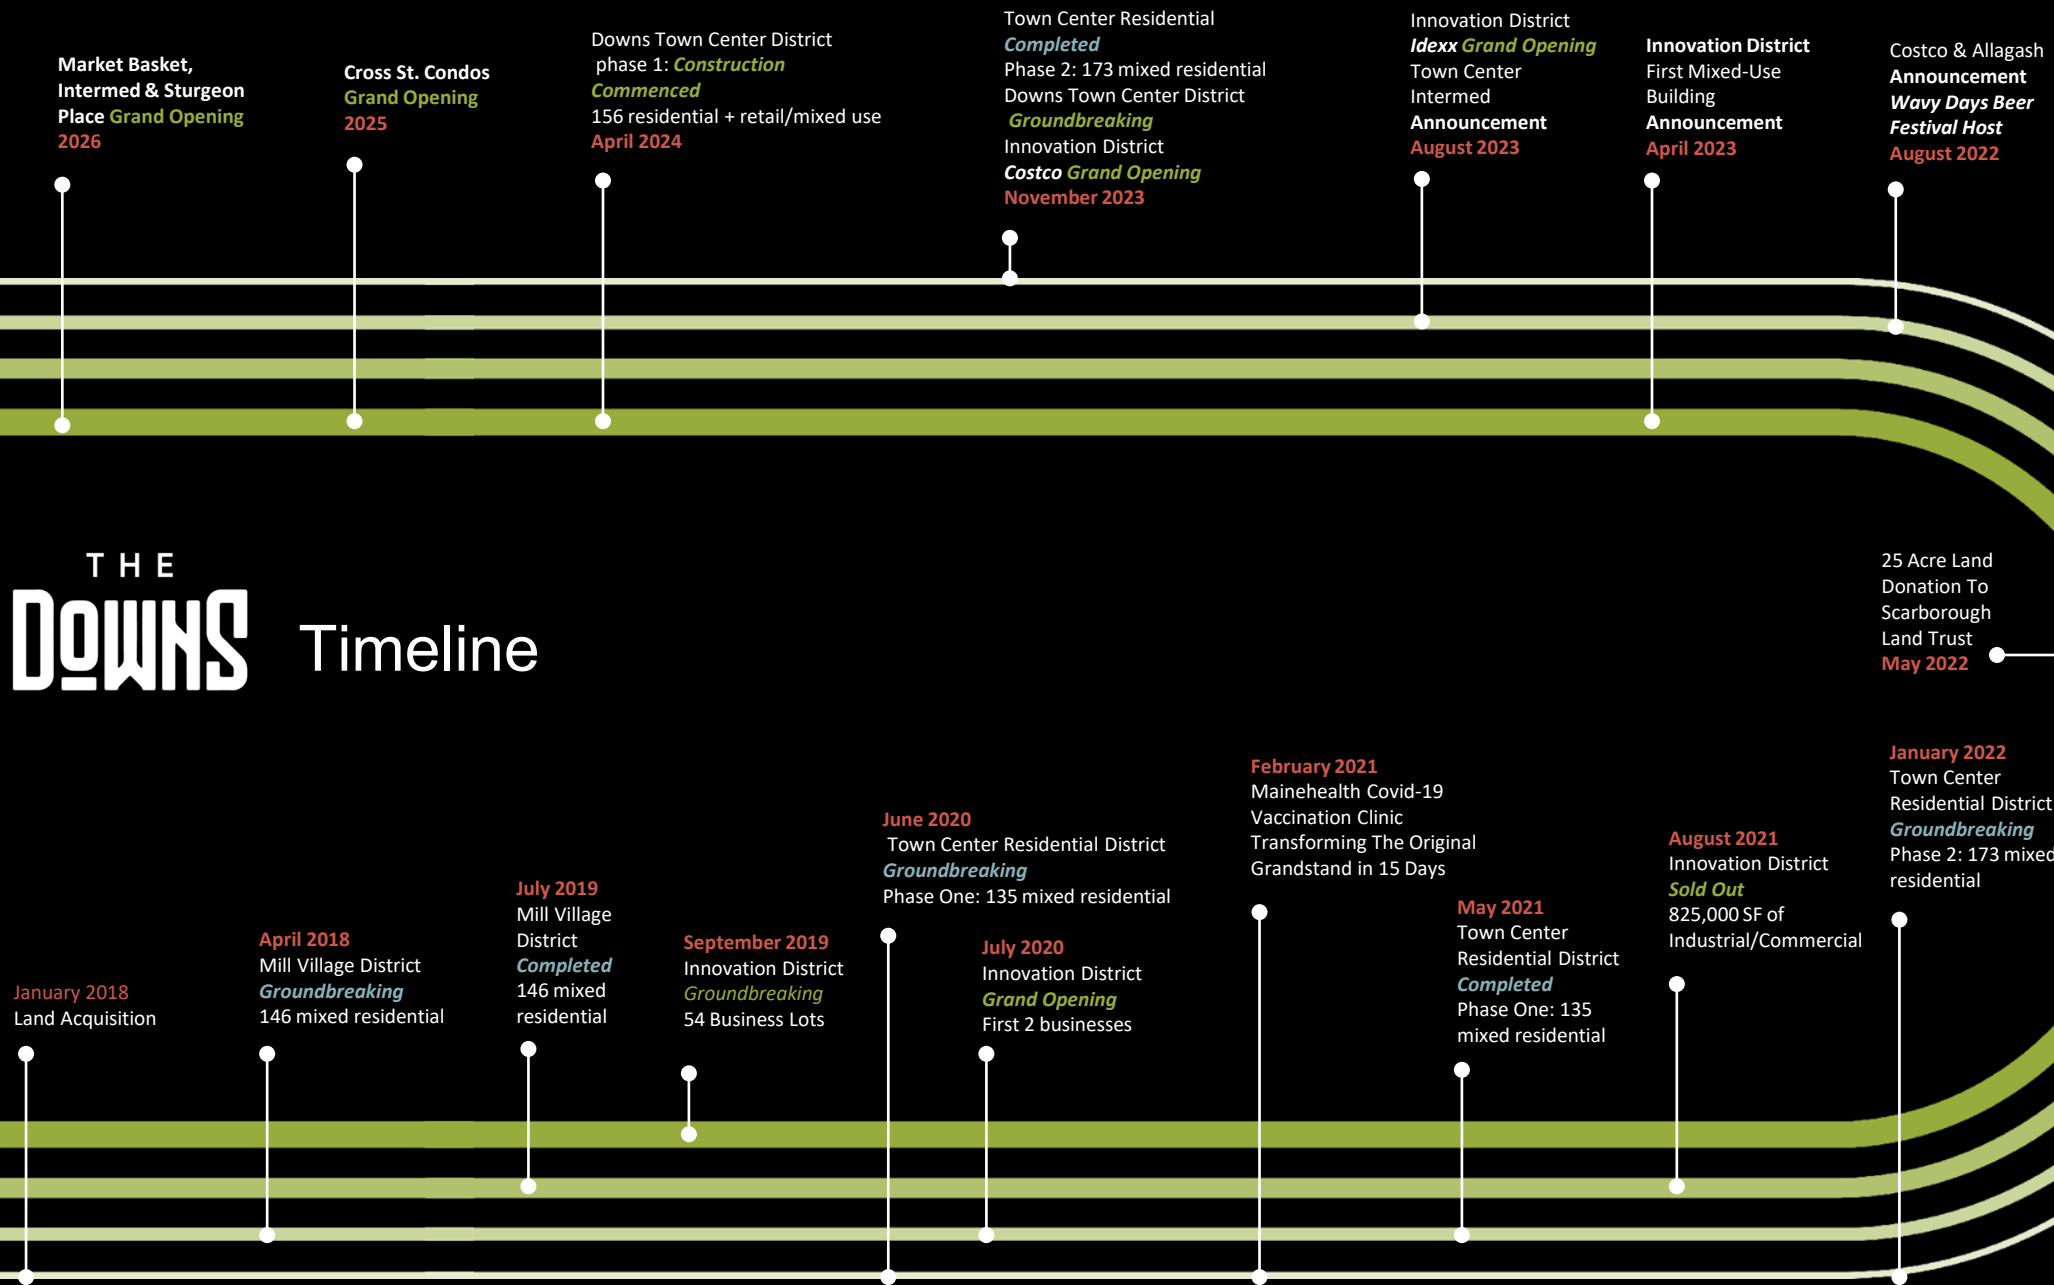 Market Basket,
Intermed & Sturgeon
Place Grand Opening
2026
Cross St. Condos
Grand Opening
2025
Downs Town Center District
phase 1: Construction
Commenced
156 residential + retail/mixed use
April 2024
Town Center Residential
Completed
Phase 2: 173 mixed residential
Downs Town Center District
Groundbreaking
Innovation District
Costco Grand Opening
November 2023
Innovation District
Idexx Grand Opening
Town Center
Intermed
Announcement
August 2023
Innovation District
First Mixed-Use
Building
Announcement
April 2023
Costco & Allagash
Announcement
Wavy Days Beer
Festival Host
August 2022
THE
DOWNS
Timeline
25 Acre Land
Donation To
Scarborough
Land Trust
May 2022
January 2018
Land Acquisition
April 2018
Mill Village District
Groundbreaking
146 mixed residential
July 2019
Mill Village
District
Completed
146 mixed
residential
September 2019
Innovation District
Groundbreaking
54 Business Lots
June 2020
Town Center Residential District
Groundbreaking
Phase One: 135 mixed residential
July 2020
Innovation District
Grand Opening
First 2 businesses
February 2021
Mainehealth Covid-19
Vaccination Clinic
Transforming The Original
Grandstand in 15 Days
May 2021
Town Center
Residential District
Completed
Phase One: 135
mixed residential
August 2021
Innovation District
Sold Out
825,000 SF of
Industrial/Commercial
January 2022
Town Center
Residential District
Groundbreaking
Phase 2: 173 mixed
residential